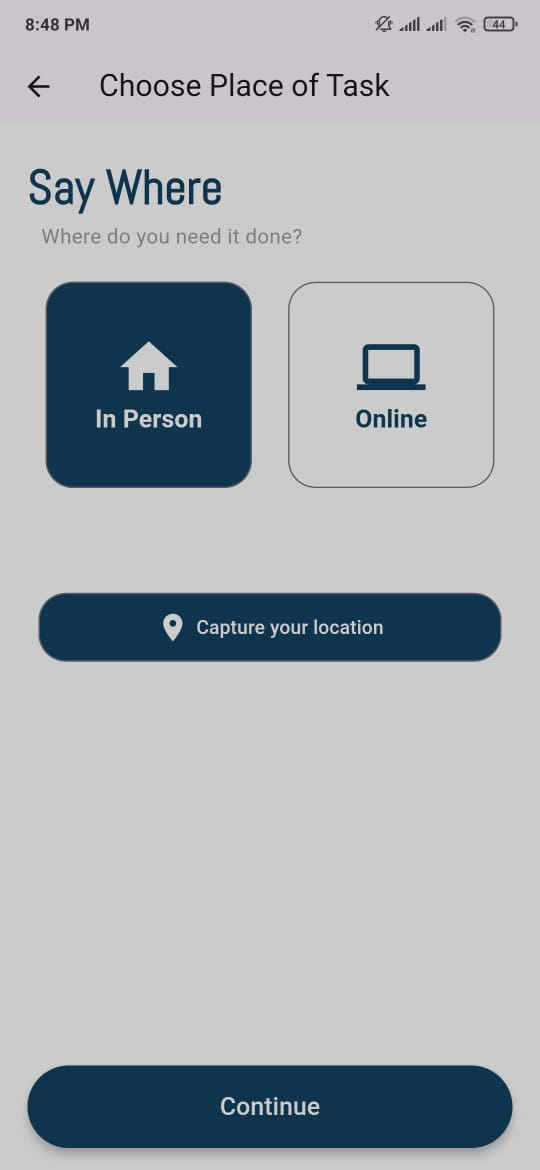 8:48 PM
44
Choose Place of Task
Say Where
Where do you need it done?
In Person
Online
Capture your location
Continue